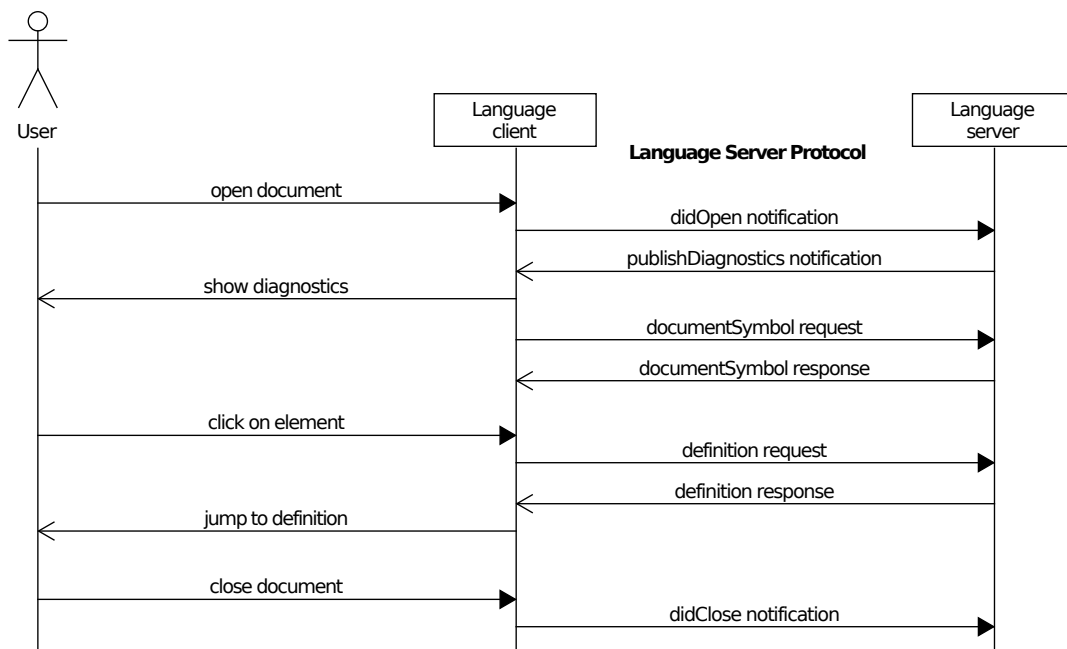 User
Language
client
Language
server
Language Server Protocol
open document
didOpen notification
publishDiagnostics notification
show diagnostics
documentSymbol request
documentSymbol response
click on element
definition request
definition response
jump to definition
close document
didClose notification